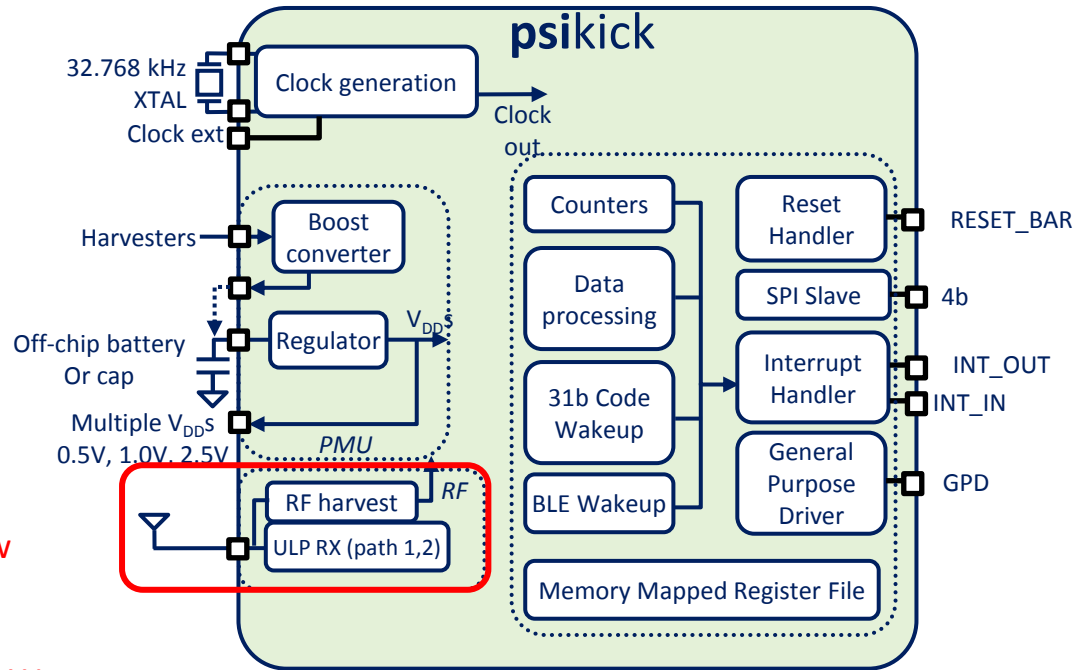 psikick
32.768 kHz
XTAL
Clock ext
Clock generation
Clock
out
Harvesters
Boost
converter
Off-chip battery
Or cap
Regulator
VDDs
Multiple VDDs
0.5V, 1.0V, 2.5V
PMU
RF harvest
RF
ULP RX (path 1,2)
Counters
Data
processing
31b Code
Wakeup
BLE Wakeup
Reset
Handler
SPI Slave
Interrupt
Handler
General
Purpose
Driver
Memory Mapped Register File
RESET_BAR
4b
INT_OUT
INT_IN
GPD